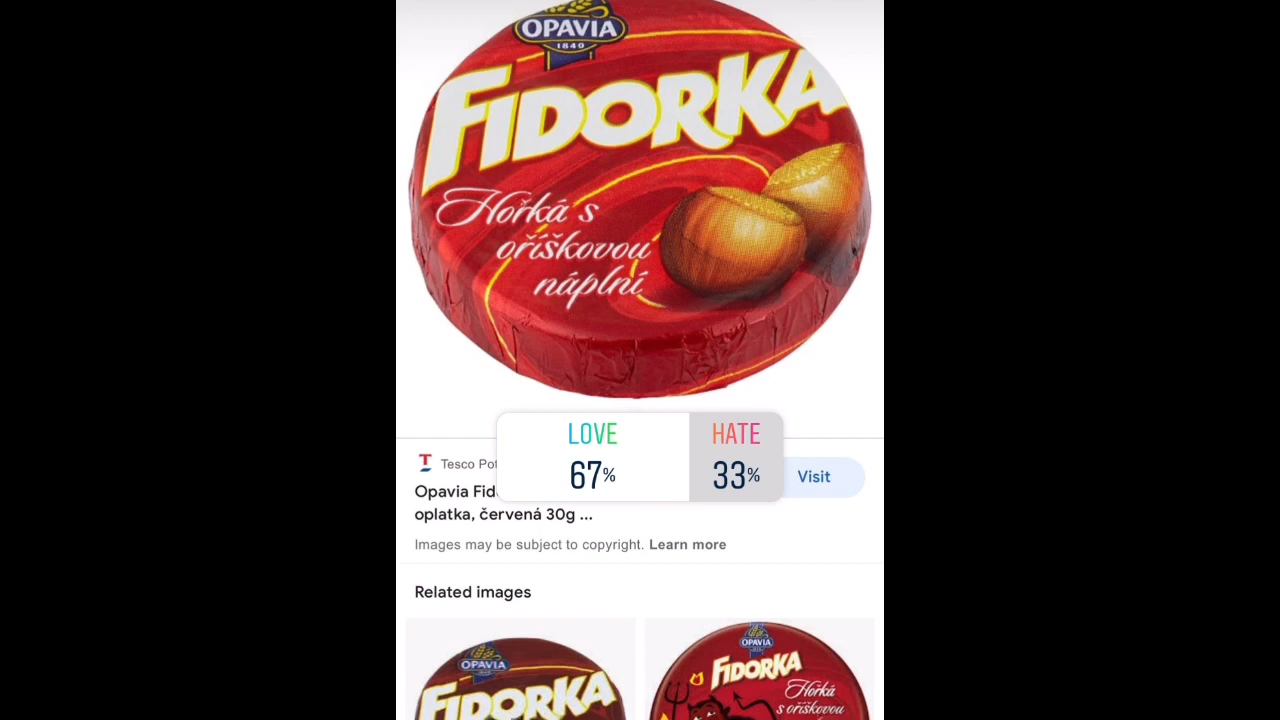 OPAVIA
1840
FIDORKA
Hořká s
oříškovou
náplní
LOVE
HATE
67%
33%
Tesco Pot
Visit
Opavia Fid
oplatka, červená 30g ...
Images may be subject to copyright. Learn more
Related images
OPAVIA
FIDORKA
OPAVIA
FIDORKA
Hořká
s oříškovou